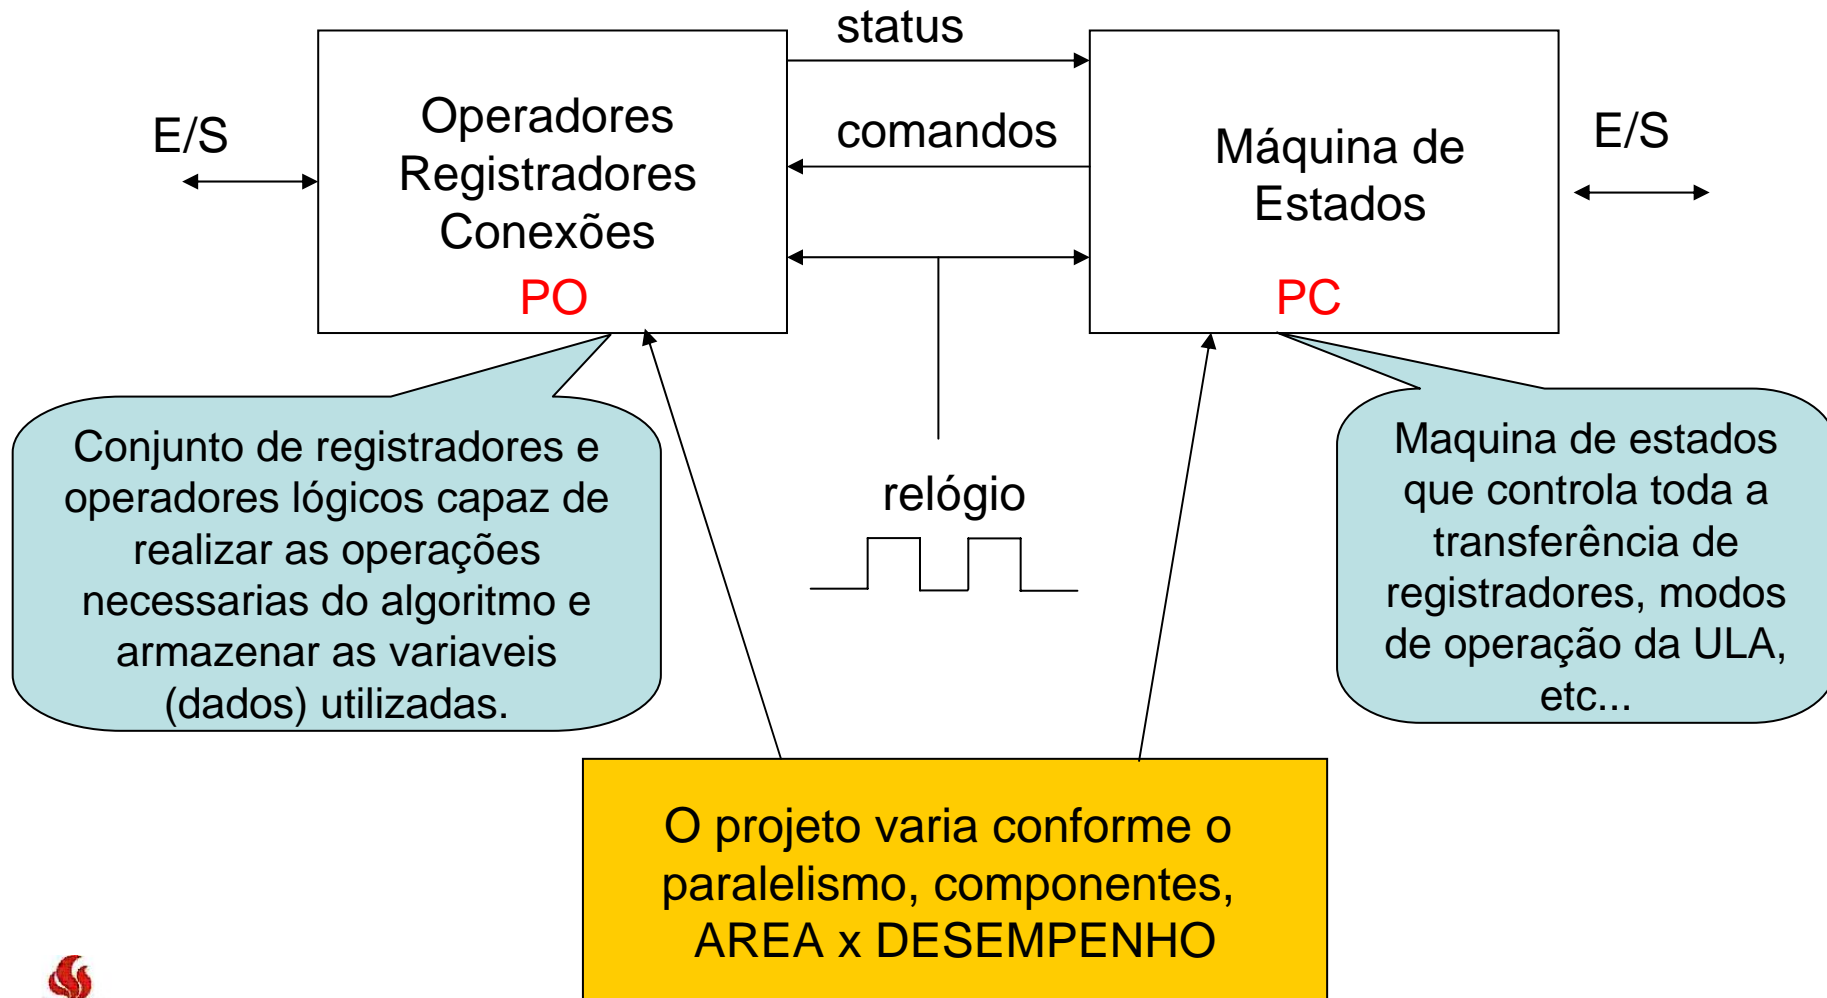 status
E/S
Operadores
Registradores
Conexões
PO
comandos
Máquina de
Estados
PC
E/S
Conjunto de registradores e
operadores lógicos capaz de
realizar as operações
necessarias do algoritmo e
armazenar as variaveis
(dados) utilizadas.
relógio
Maquina de estados
que controla toda a
transferência de
registradores, modos
de operação da ULA,
etc...
O projeto varia conforme o
paralelismo, componentes,
AREA x DESEMPENHO